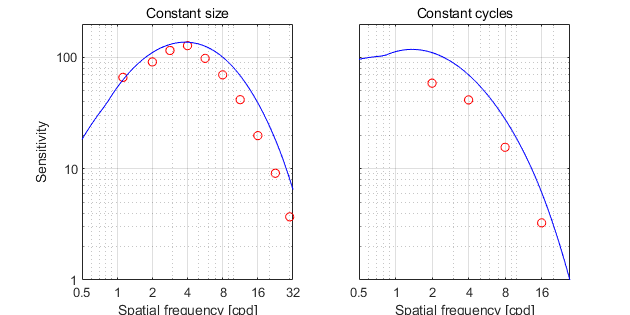 Constant size
Constant cycles
Sensitivity
100
10
1
0.5 1 2 4 8 16 32
0.5 1 2 4 8 16
Spatial frequency [cpd]
Spatial frequency [cpd]